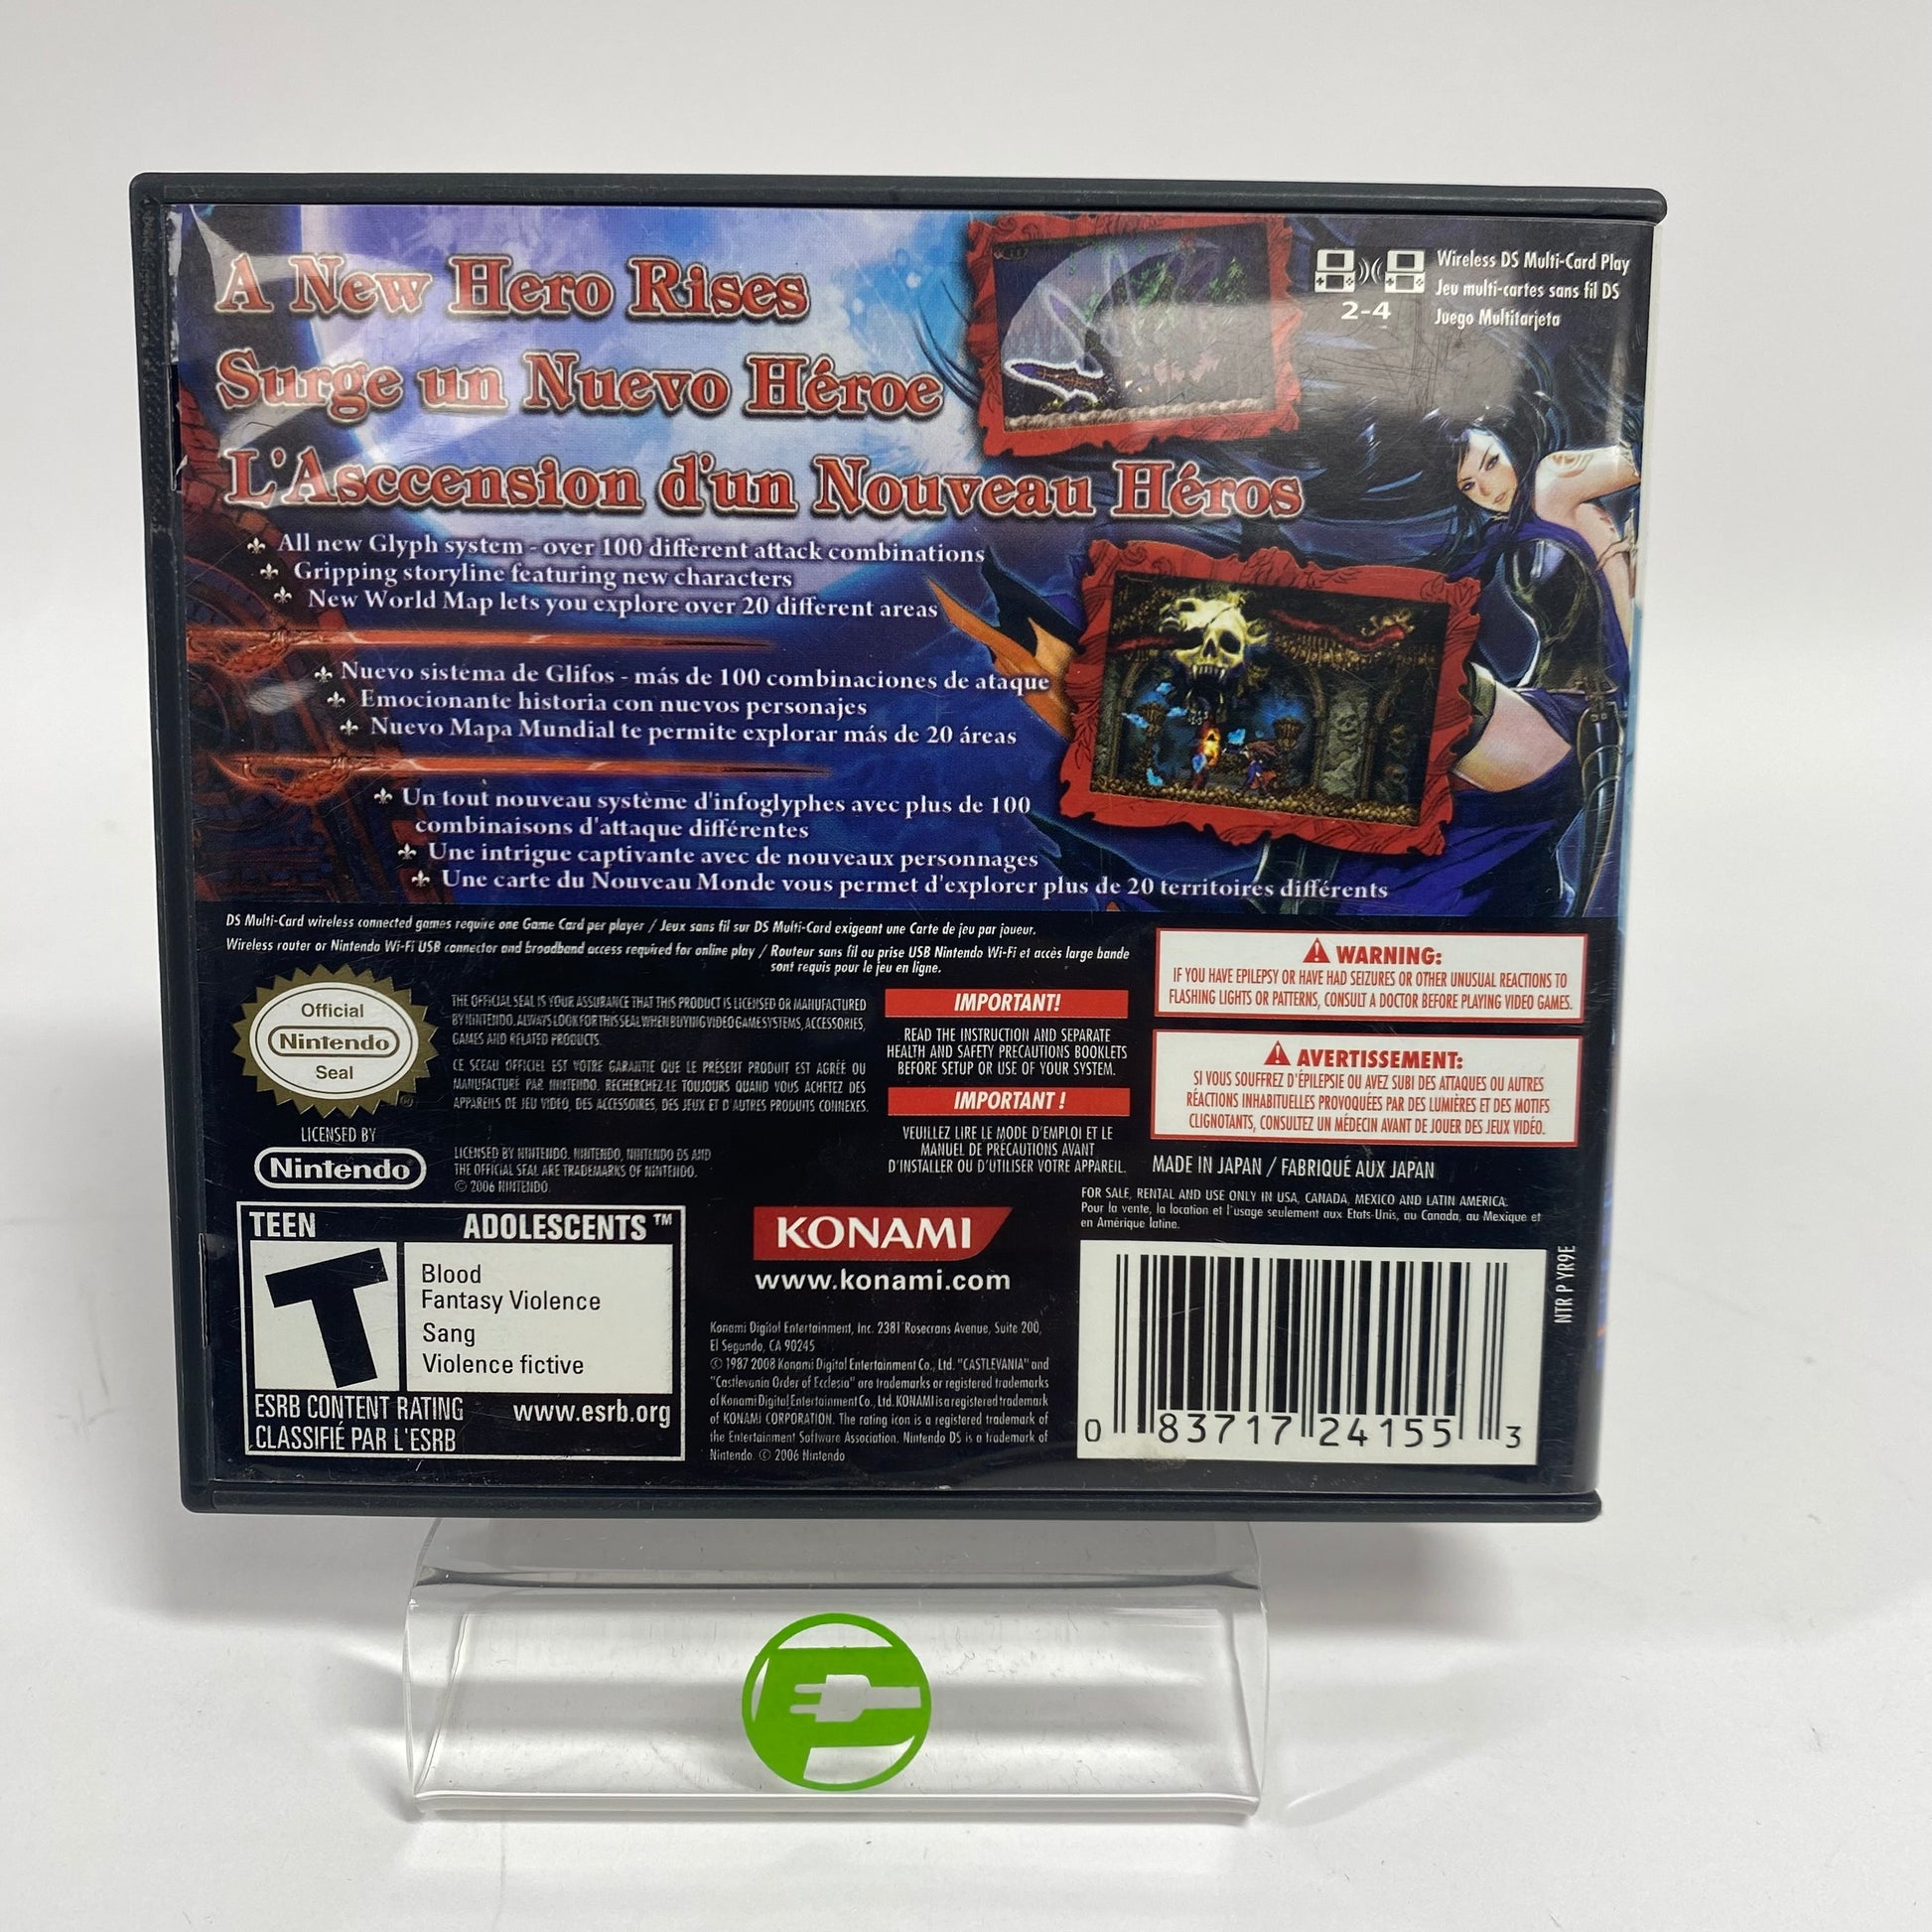 A New Hero Rises
Surge un Nuevo Héroe
L'Asccension d'un Nouveau Héros
2-4
Wireless DS Multi-Card Play
Jeu multi-cartes sans fil DS
Juego Multitarjeta
All new Glyph system - over 100 different attack combinations
Gripping storyline featuring new characters
New World Map lets you explore over 20 different areas
Nuevo sistema de Glifos - más de 100 combinaciones de ataque
Emocionante historia con nuevos personajes
Nuevo Mapa Mundial te permite explorar más de 20 áreas
Un tout nouveau système d'infoglyphes avec plus de 100
combinaisons d'attaque différentes
Une intrigue captivante avec de nouveaux personnages
Une carte du Nouveau Monde vous permet d'explorer plus de 20 territoires différents
DS Multi-Card wireless connected games require one Game Card per player / Jeux sans fil sur DS Multi-Card exigeant une Carte de jeu par joueur.
Wireless router or Nintendo Wi-Fi USB connector and broadband access required for online play / Routeur sans fil ou prise USB Nintendo Wi-Fi et accès large bande
sont requis pour le jeu en ligne.
Official
Nintendo
Seal
®
LICENSED BY
Nintendo®
THE OFFICIAL SEAL IS YOUR ASSURANCE THAT THIS PRODUCT IS LICENSED OR MANUFACTURED
BY NINTENDO. ALWAYS LOOK FOR THIS SEAL WHEN BUYING VIDEO GAME SYSTEMS, ACCESSORIES,
GAMES AND RELATED PRODUCTS.
CE SCEAU OFFICIEL EST VOTRE GARANTIE QUE LE PRÉSENT PRODUIT EST AGRÉÉ OU
MANUFACTURÉ PAR NINTENDO. RECHERCHEZ-LE TOUJOURS QUAND VOUS ACHETEZ DES
APPAREILS DE JEU VIDÉO, DES ACCESSOIRES, DES JEUX ET D'AUTRES PRODUITS CONNEXES.
LICENSED BY NINTENDO. NINTENDO, NINTENDO DS AND
THE OFFICIAL SEAL ARE TRADEMARKS OF NINTENDO.
© 2006 NINTENDO.
IMPORTANT!
READ THE INSTRUCTION AND SEPARATE
HEALTH AND SAFETY PRECAUTIONS BOOKLETS
BEFORE SETUP OR USE OF YOUR SYSTEM.
IMPORTANT !
VEUILLEZ LIRE LE MODE D'EMPLOI ET LE
MANUEL DE PRÉCAUTIONS AVANT
D'INSTALLER OU D'UTILISER VOTRE APPAREIL.
WARNING:
IF YOU HAVE EPILEPSY OR HAVE HAD SEIZURES OR OTHER UNUSUAL REACTIONS TO
FLASHING LIGHTS OR PATTERNS, CONSULT A DOCTOR BEFORE PLAYING VIDEO GAMES.
AVERTISSEMENT:
SI VOUS SOUFFREZ D'ÉPILEPSIE OU AVEZ SUBI DES ATTAQUES OU AUTRES
RÉACTIONS INHABITUELLES PROVOQUÉES PAR DES LUMIÈRES ET DES MOTIFS
CLIGNOTANTS, CONSULTEZ UN MÉDECIN AVANT DE JOUER DES JEUX VIDÉO.
MADE IN JAPAN / FABRIQUÉ AUX JAPAN
FOR SALE, RENTAL AND USE ONLY IN USA, CANADA, MEXICO AND LATIN AMERICA.
Pour la vente, la location et l'usage seulement aux Etats-Unis, au Canada, au Mexique et
en Amérique latine.
TEEN ADOLESCENTS ™
T
Blood
Fantasy Violence
Sang
Violence fictive
ESRB CONTENT RATING www.esrb.org
CLASSIFIÉ PAR L'ESRB
KONAMI
www.konami.com
Konami Digital Entertainment, Inc. 2381 Rosecrans Avenue, Suite 200,
El Segundo, CA 90245
© 1987 2008 Konami Digital Entertainment Co., Ltd. "CASTLEVANIA" and
"Castlevania Order of Ecclesia" are trademarks or registered trademarks
of Konami Digital Entertainment Co., Ltd. KONAMI is a registered trademark
of KONAMI CORPORATION. The rating icon is a registered trademark of
the Entertainment Software Association. Nintendo DS is a trademark of
Nintendo. © 2006 Nintendo
0 83717 24155 3
NTR P YR9E